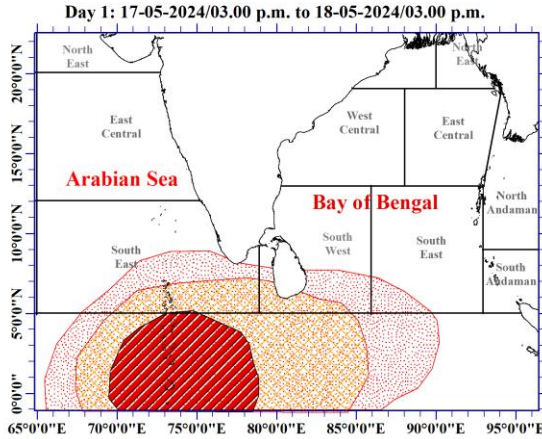 Day 1: 17-05-2024/03.00 p.m. to 18-05-2024/03.00 p.m.
North
East
North
East
20°0'0"N
East
Central
West
Central
East
Central
15°0'0"N
Arabian Sea
Bay of Bengal
North
Andaman
10°0'0"N
South
East
South
West
South
East
South
Andaman
5°0'0"N
0°0'0"N
65°0'0"E 70°0'0"E 75°0'0"E 80°0'0"E 85°0'0"E 90°0'0"E 95°0'0"E